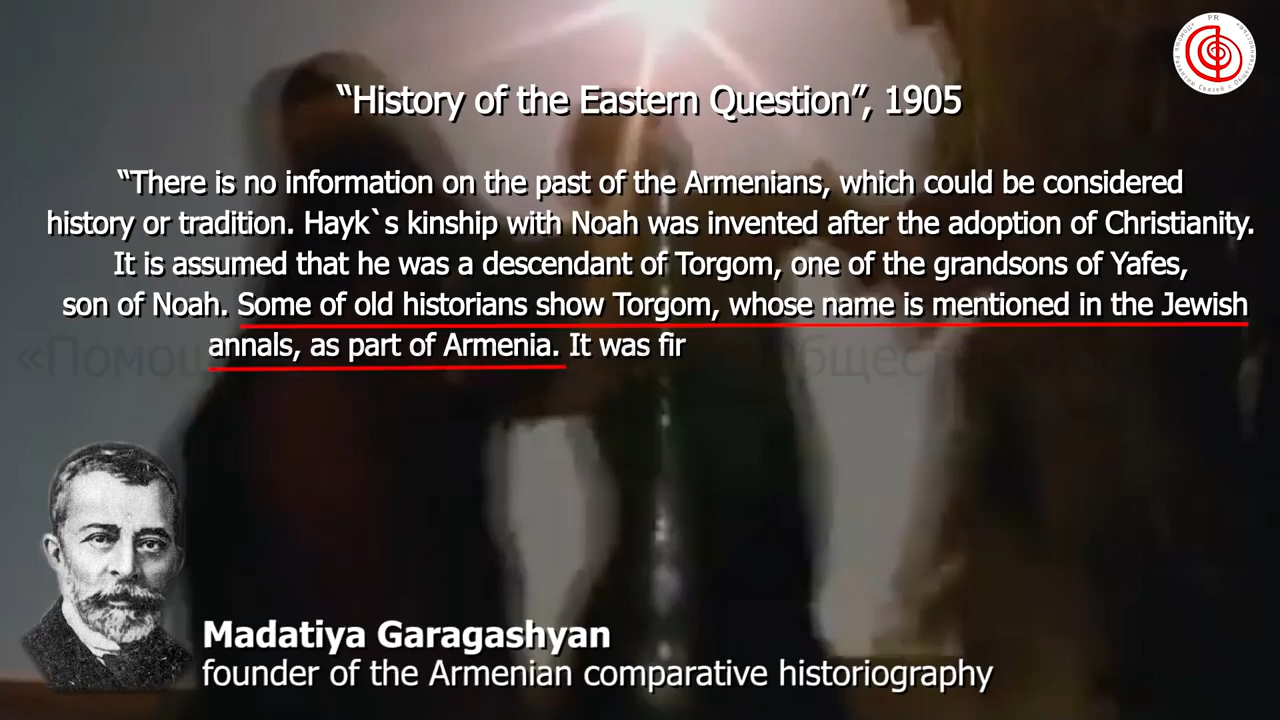 PR
“History of the Eastern Question”, 1905
“There is no information on the past of the Armenians, which could be considered
history or tradition. Hayk`s kinship with Noah was invented after the adoption of Christianity.
It is assumed that he was a descendant of Torgom, one of the grandsons of Yafes,
son of Noah. Some of old historians show Torgom, whose name is mentioned in the Jewish
annals, as part of Armenia. It was fir
«Помощ
Общес
Madatiya Garagashyan
founder of the Armenian comparative historiography